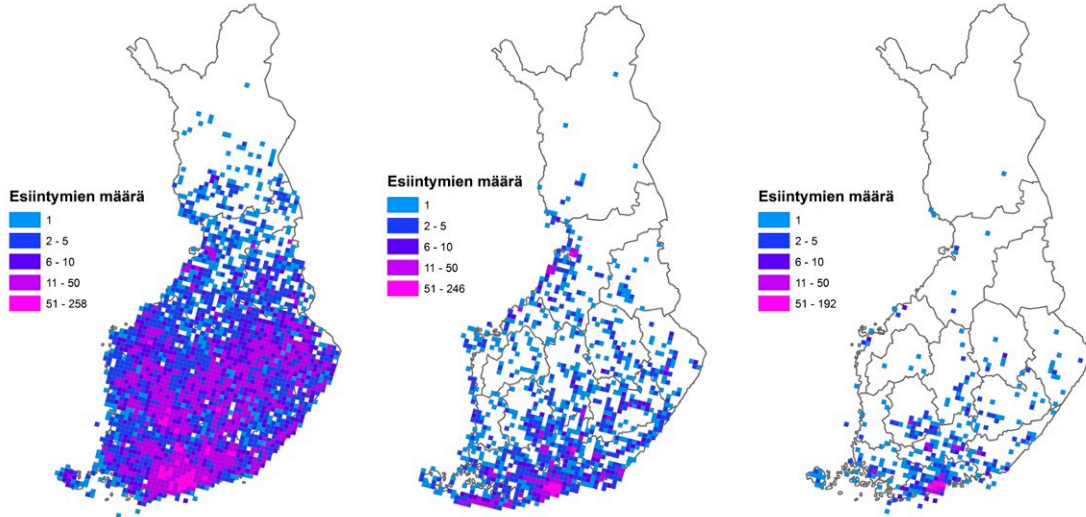 Esiintymien määrä
1
2 - 5
6 - 10
11 - 50
51 - 258
Esiintymien määrä
1
2 - 5
6 - 10
11 - 50
51 - 246
Esiintymien määrä
1
2 - 5
6 - 10
11 - 50
51 - 192